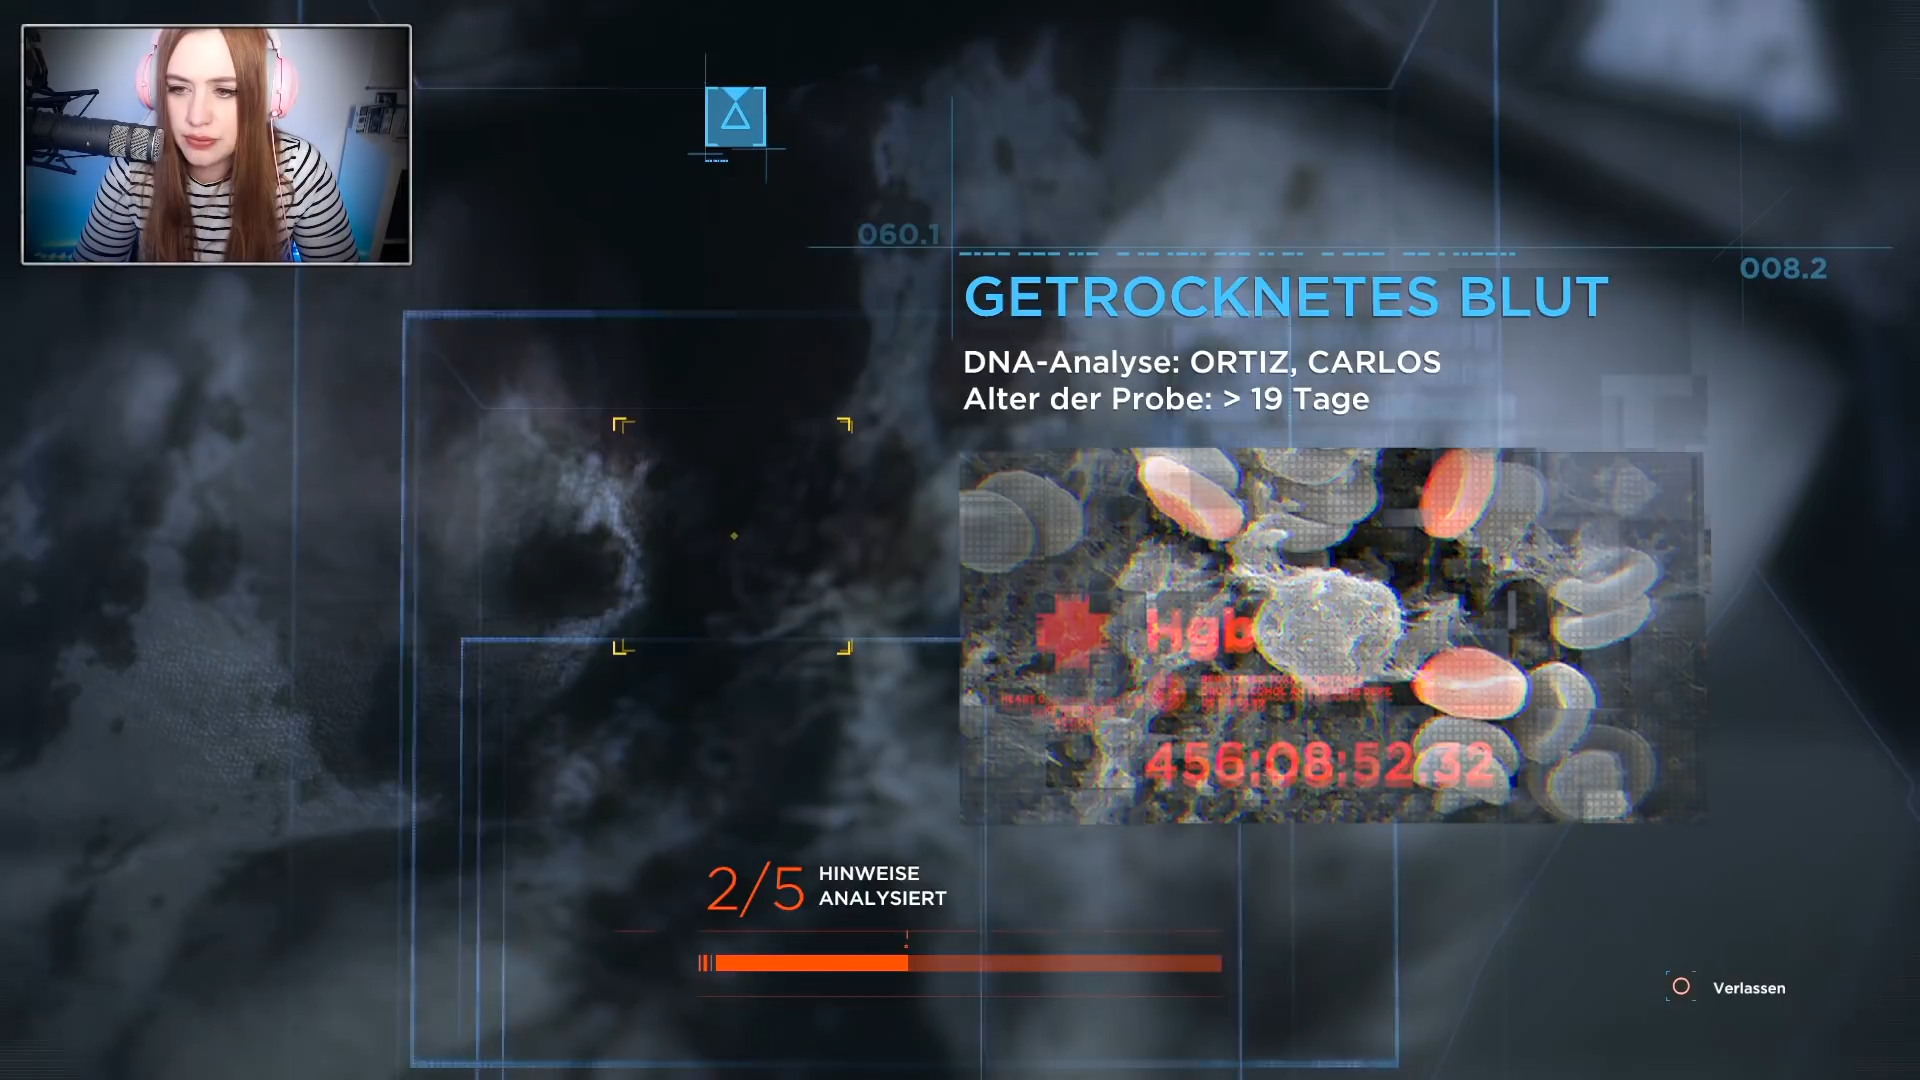 060.1
008.2
GETROCKNETES BLUT
DNA-Analyse: ORTIZ, CARLOS
Alter der Probe: > 19 Tage
Hgb
456:08:52:32
2/5
HINWEISE
ANALYSIERT
Verlassen